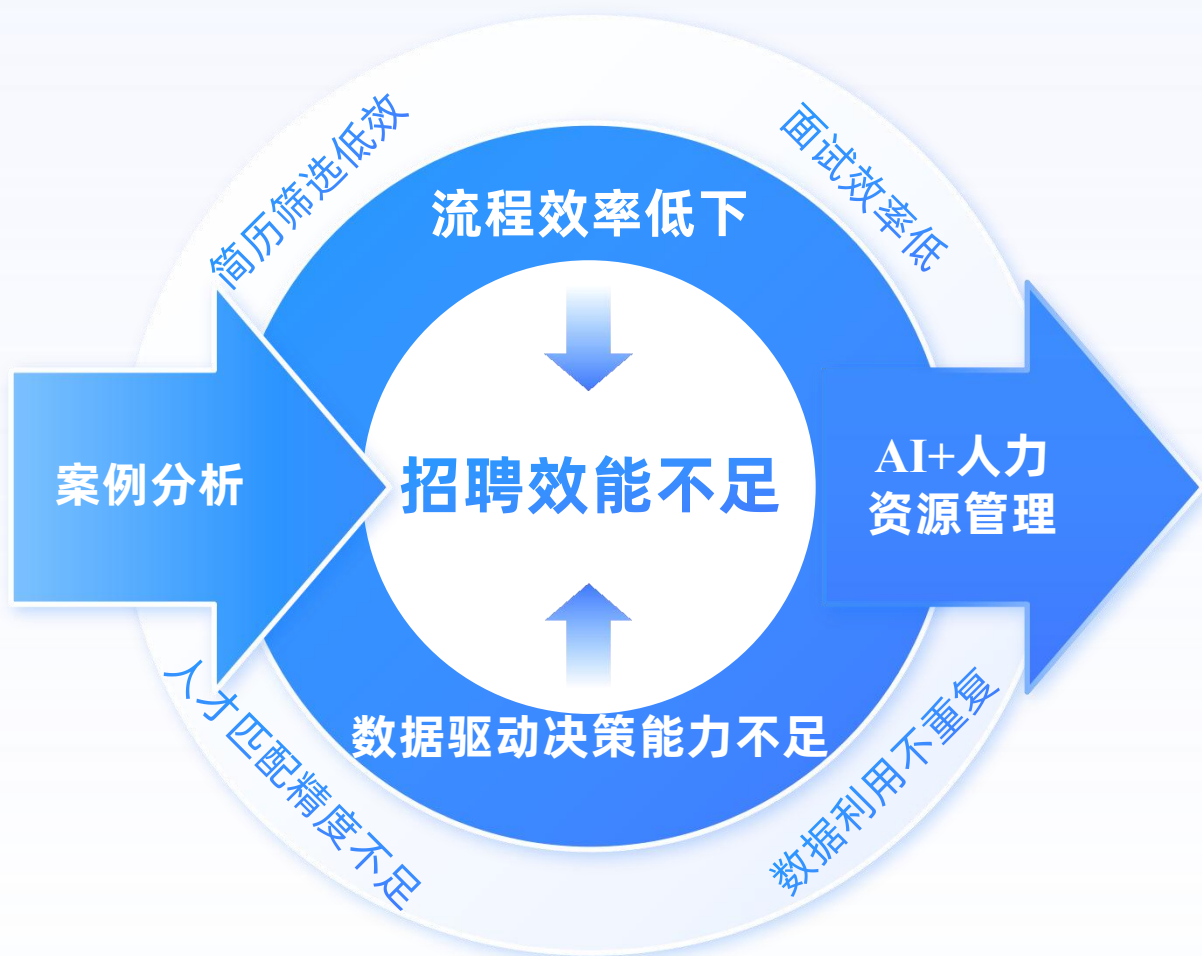 简历筛选低效
面试效率低
流程效率低下
案例分析
招聘效能不足
AI+人力
资源管理
数据驱动决策能力不足
人才匹配精度不足
数据利用不重复